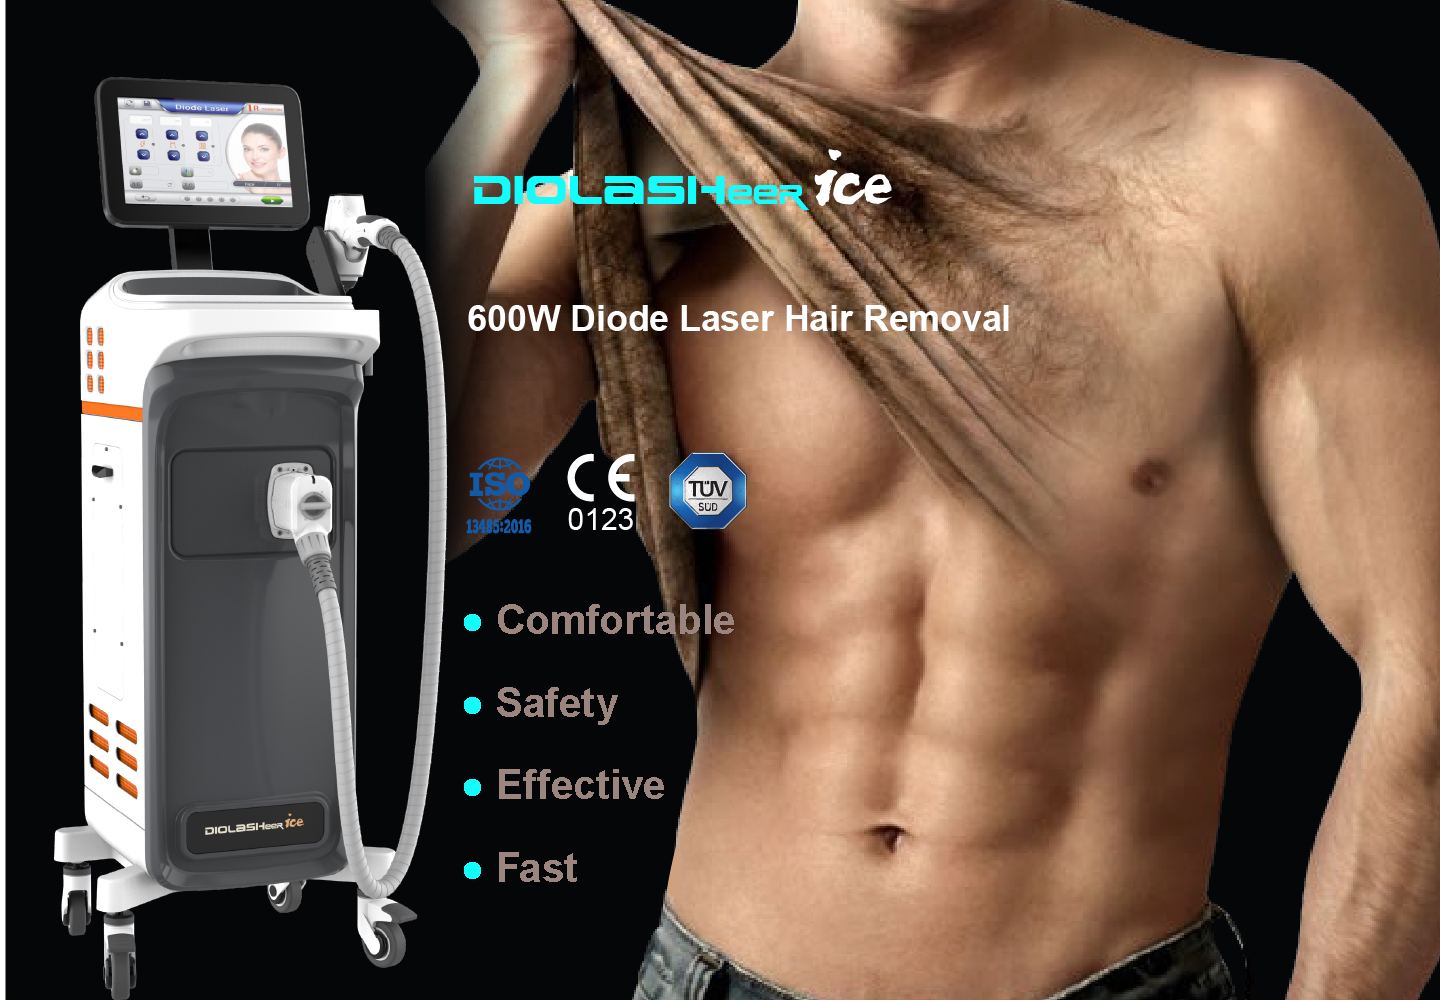 Diode Laser
DIOLASHeer ice
600W Diode Laser Hair Removal
ISO
13485:2016
CE
0123
TÜV
SÜD
Comfortable
Safety
Effective
Fast
DIOLASHeer ice